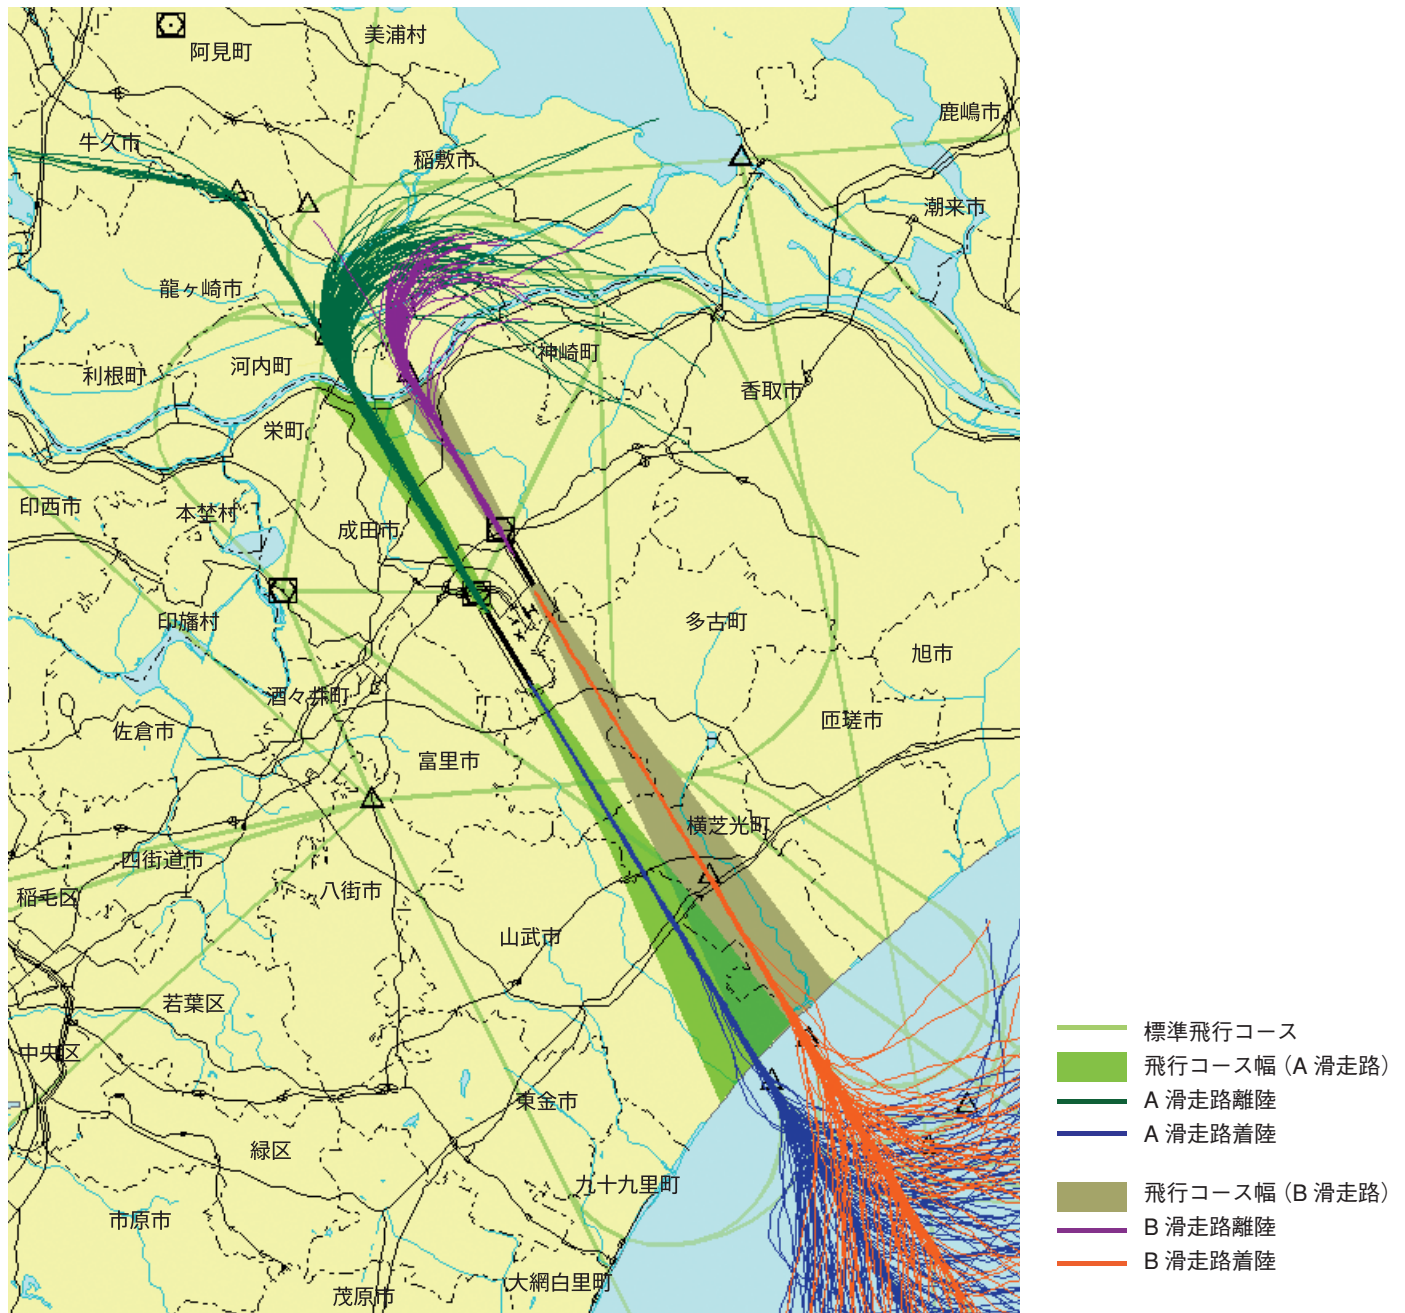 美浦村
阿見町
鹿嶋市
牛久市
稲敷市
潮来市
龍ヶ崎市
神崎町
河内町
利根町
香取市
栄町
印西市
本埜村
成田市
印旛村
多古町
旭市
酒々井町
匝瑳市
佐倉市
富里市
横芝光町
四街道市
八街市
稲毛区
山武市
若葉区
中央区
東金市
緑区
九十九里町
市原市
大網白里町
茂原市
標準飛行コース
飛行コース幅（A 滑走路）
A 滑走路離陸
A 滑走路着陸
飛行コース幅（B 滑走路）
B 滑走路離陸
B 滑走路着陸